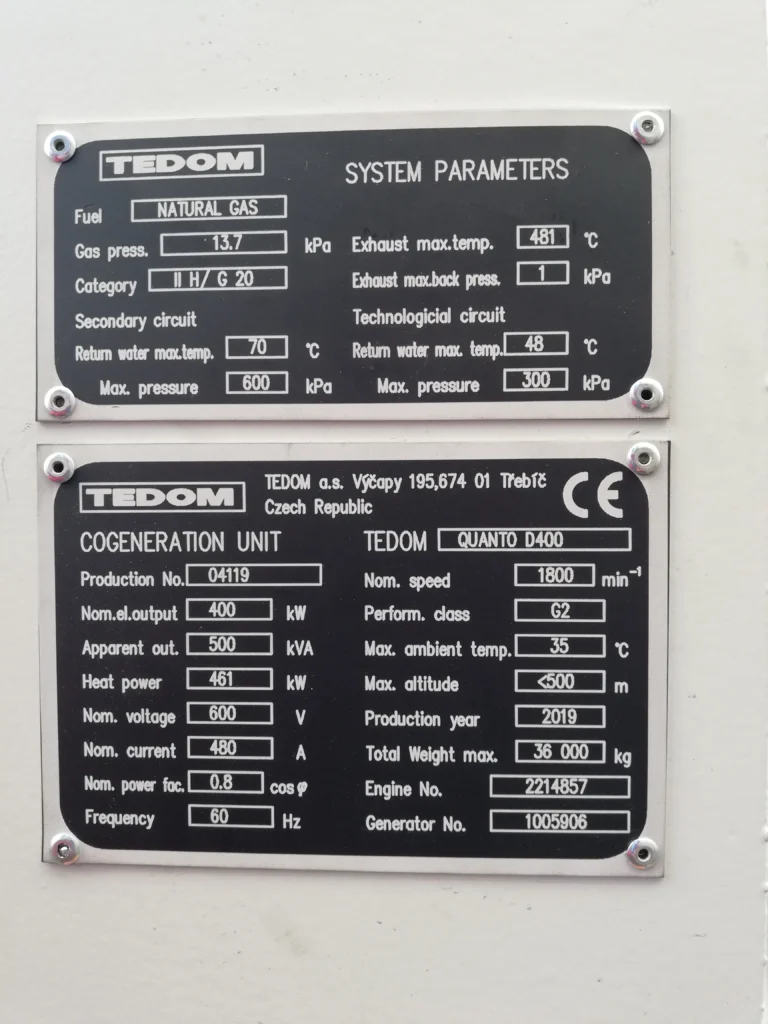 TEDOM
SYSTEM PARAMETERS
Fuel NATURAL GAS
Gas press. 13.7 kPa
Category II H/ G 20
Secondary circuit
Return water max.temp. 70 °C
Max. pressure 600 kPa
Exhaust max.temp. 481 °C
Exhaust max.back press. 1 kPa
Technologicial circuit
Return water max. temp. 48 °C
Max. pressure 300 kPa
TEDOM
TEDOM a.s. Výčapy 195,674 01 Třebíč
Czech Republic
CE
COGENERATION UNIT
TEDOM QUANTO D400
Production No. 04119
Nom.el.output 400 kW
Apparent out. 500 kVA
Heat power 461 kW
Nom. voltage 600 V
Nom. current 480 A
Nom. power fac. 0.8 cosφ
Frequency 60 Hz
Nom. speed 1800 min⁻¹
Perform. class G2
Max. ambient temp. 35 °C
Max. altitude <500 m
Production year 2019
Total Weight max. 36 000 kg
Engine No. 2214857
Generator No. 1005906